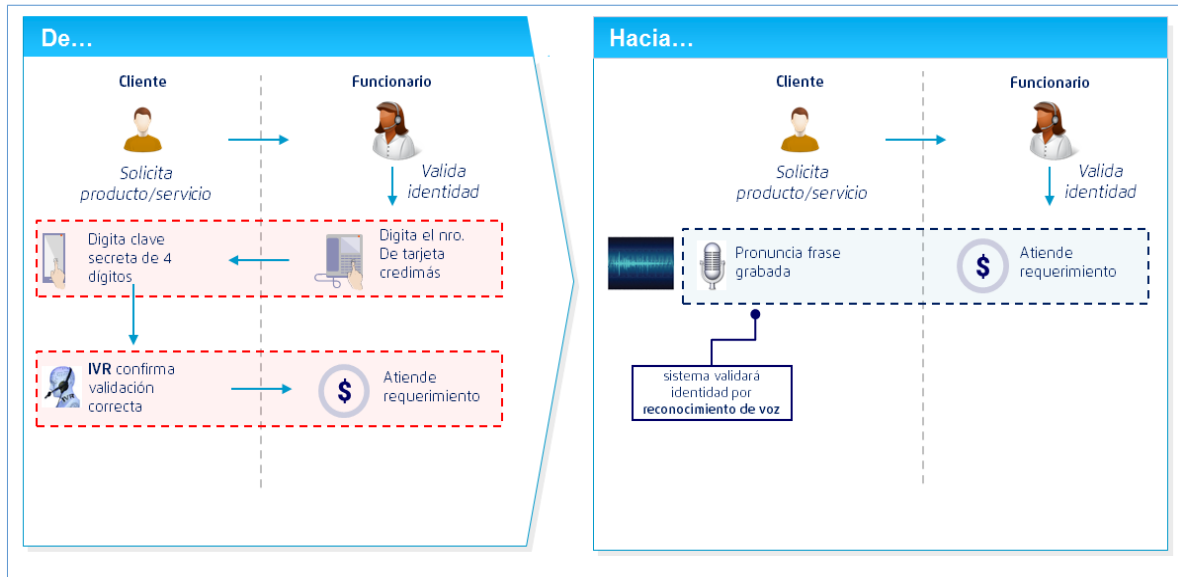 De...
Cliente
Funcionario
Solicita
producto/servicio
Valida
identidad
Digita clave
secreta de 4
dígitos
Digita el nro.
De tarjeta
credimás
IVR confirma
validación
correcta
IVR
Atiende
requerimiento
$
Hacia...
Cliente
Funcionario
Solicita
producto/servicio
Valida
identidad
Pronuncia frase
grabada
$
Atiende
requerimiento
sistema validará
identidad por
reconocimiento de voz